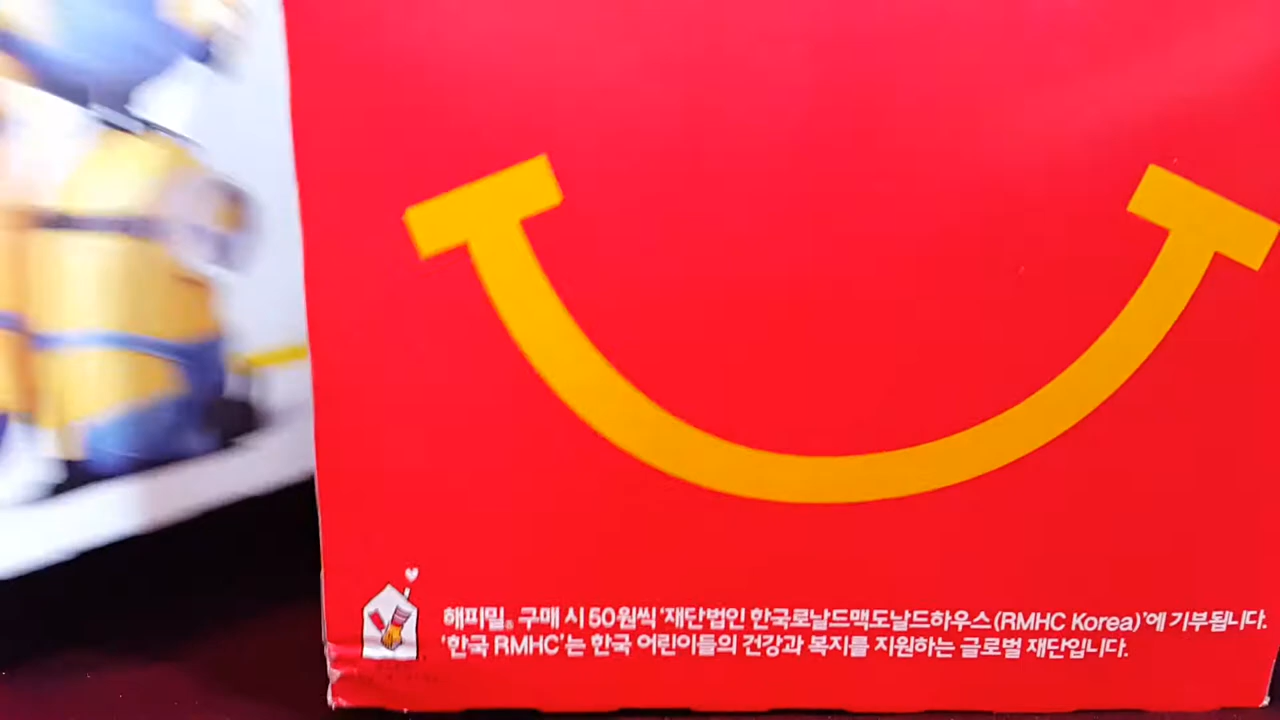 해피밀® 구매 시 50원씩 '재단법인 한국로날드맥도날드하우스(RMHC Korea)'에 기부됩니다.
'한국 RMHC'는 한국 어린이들의 건강과 복지를 지원하는 글로벌 재단입니다.